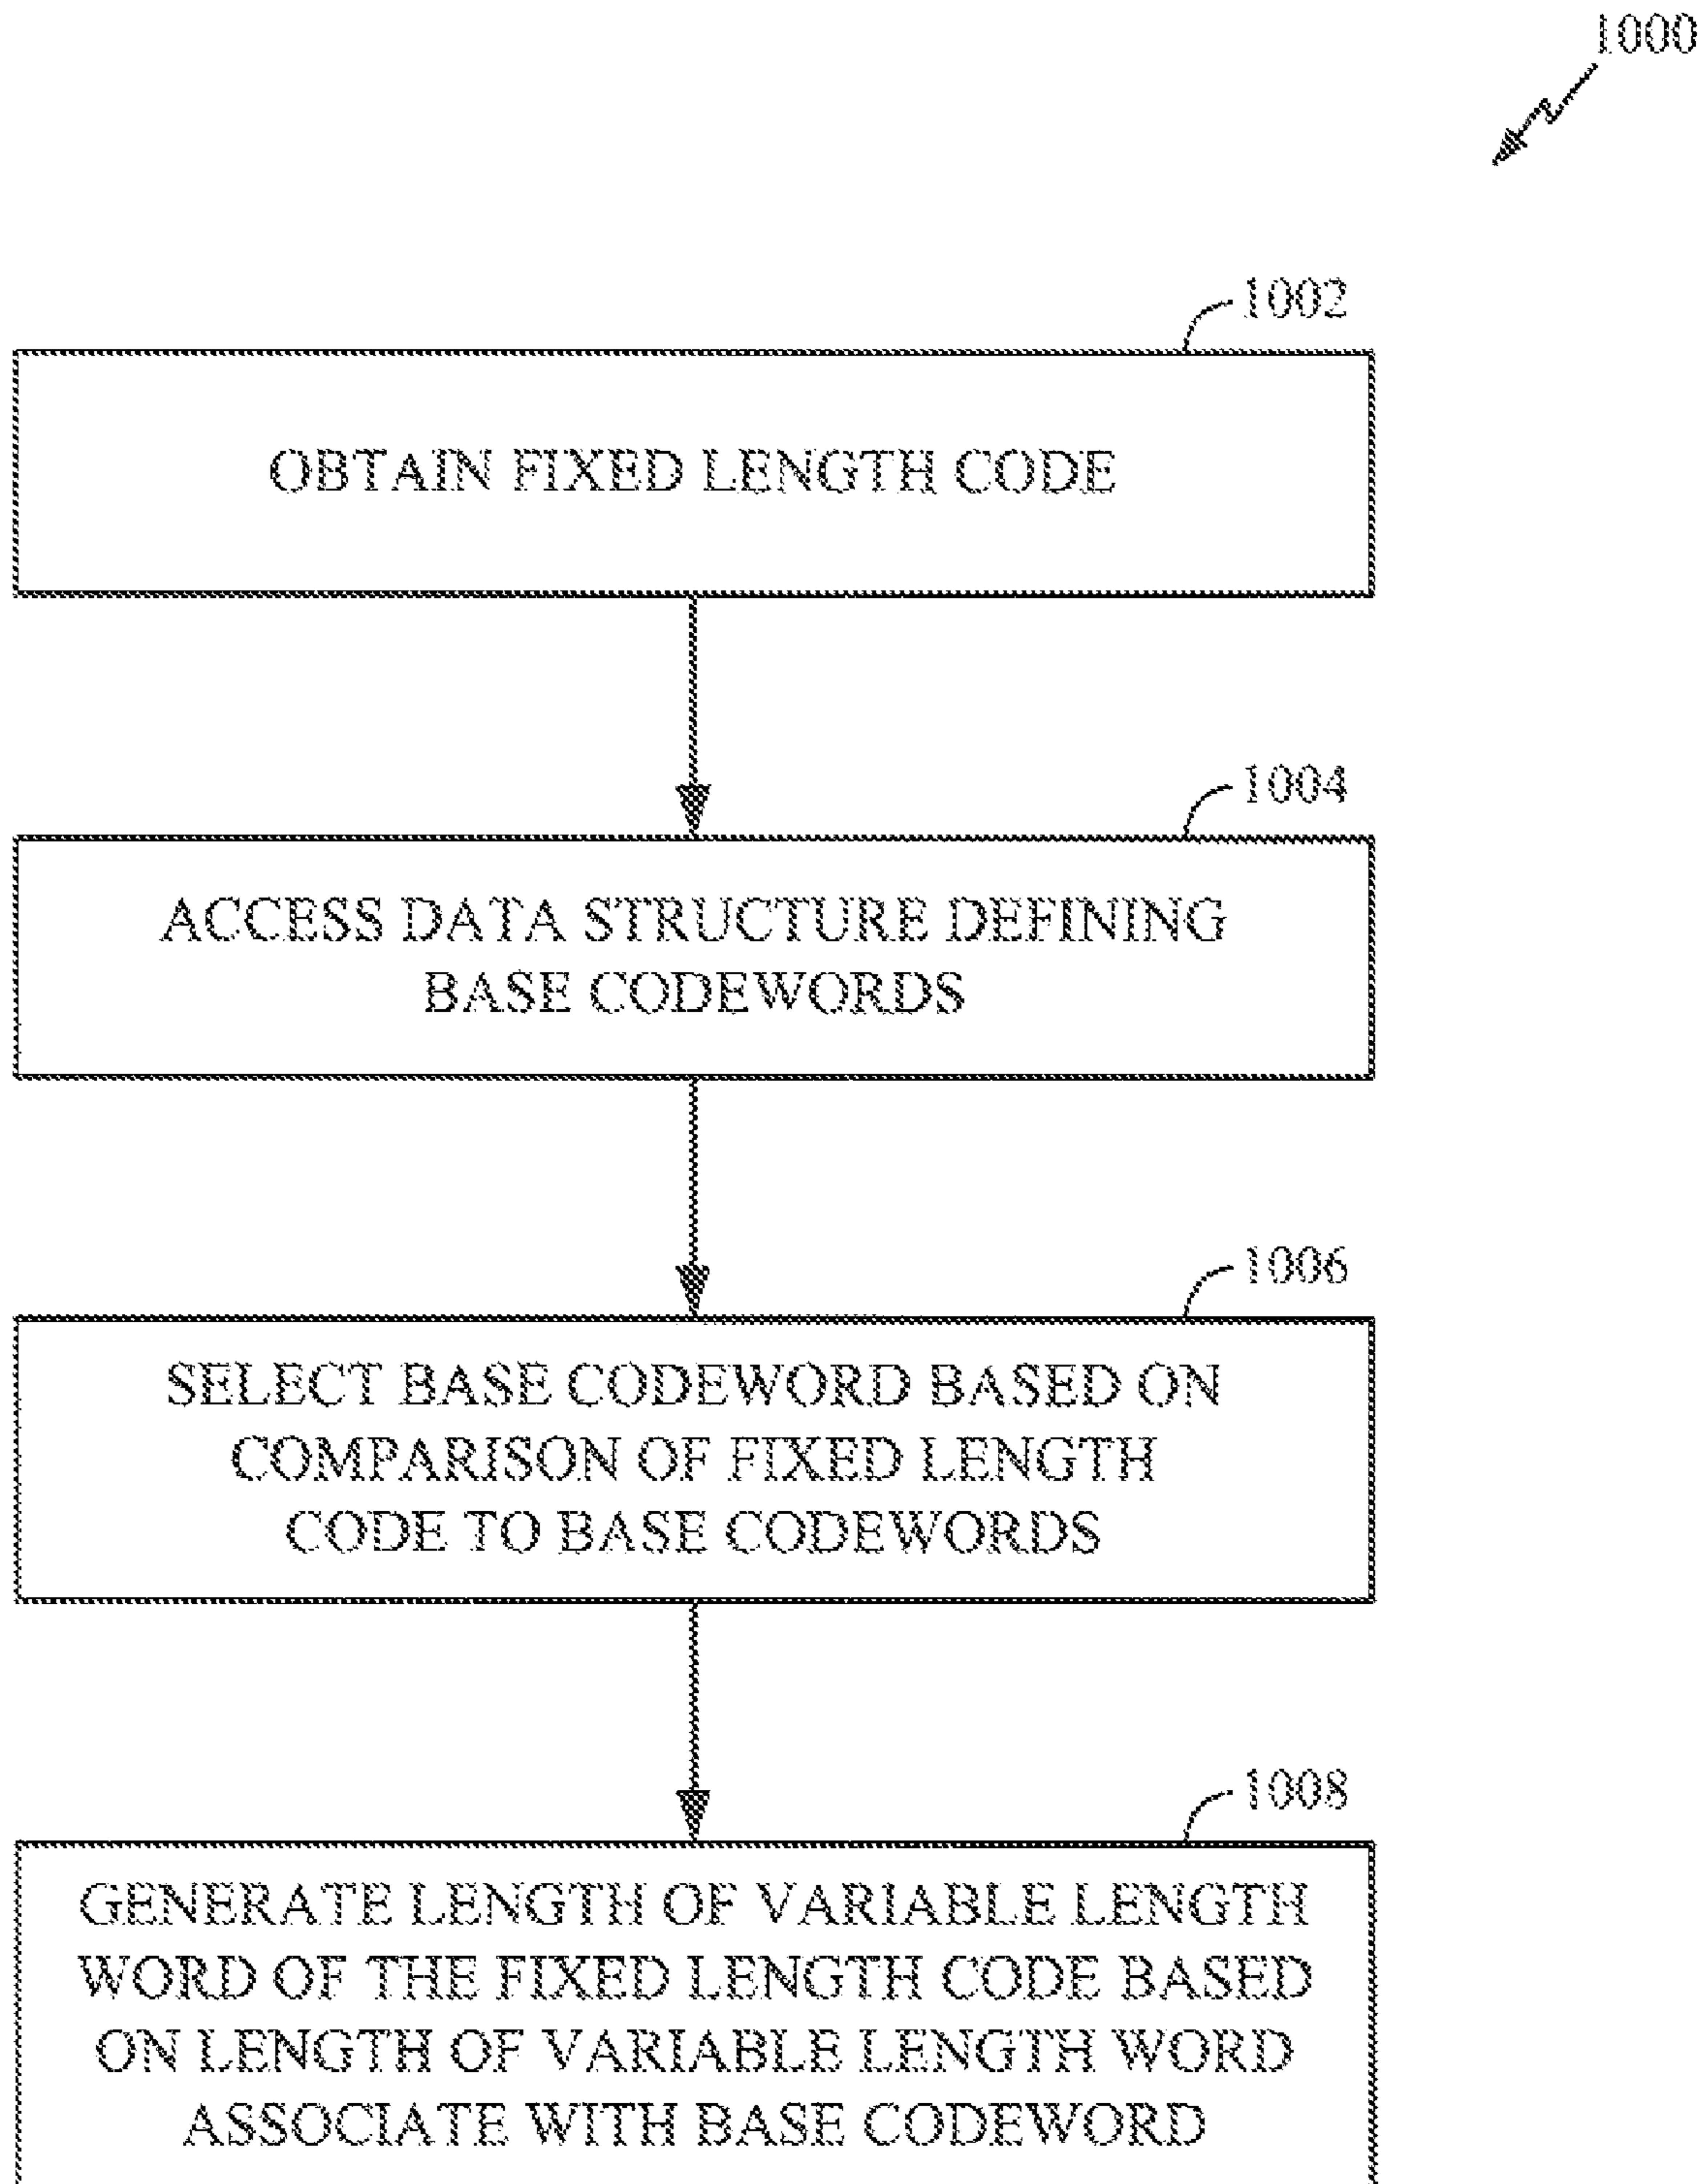 1000
1002
OBTAIN FIXED LENGTH CODE
1004
ACCESS DATA STRUCTURE DEFINING
BASE CODEWORDS
1006
SELECT BASE CODEWORD BASED ON
COMPARISON OF FIXED LENGTH
CODE TO BASE CODEWORDS
1008
GENERATE LENGTH OF VARIABLE LENGTH
WORD OF THE FIXED LENGTH CODE BASED
ON LENGTH OF VARIABLE LENGTH WORD
ASSOCIATE WITH BASE CODEWORD